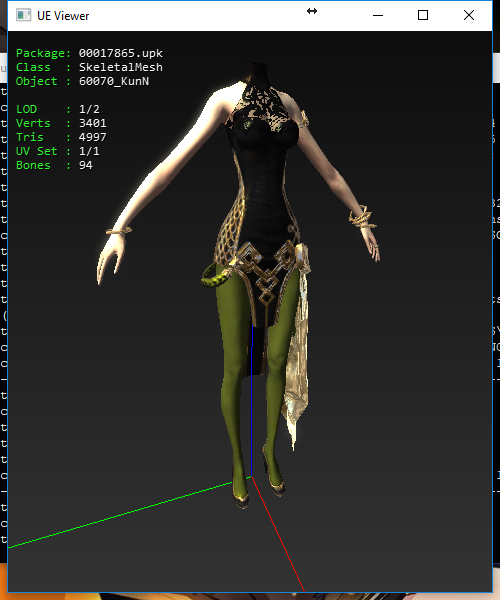 UE Viewer
Package: 00017865.upk
Class : SkeletalMesh
Object : 60070_KunN
LOD : 1/2
Verts : 3401
Tris : 4997
UV Set : 1/1
Bones : 94